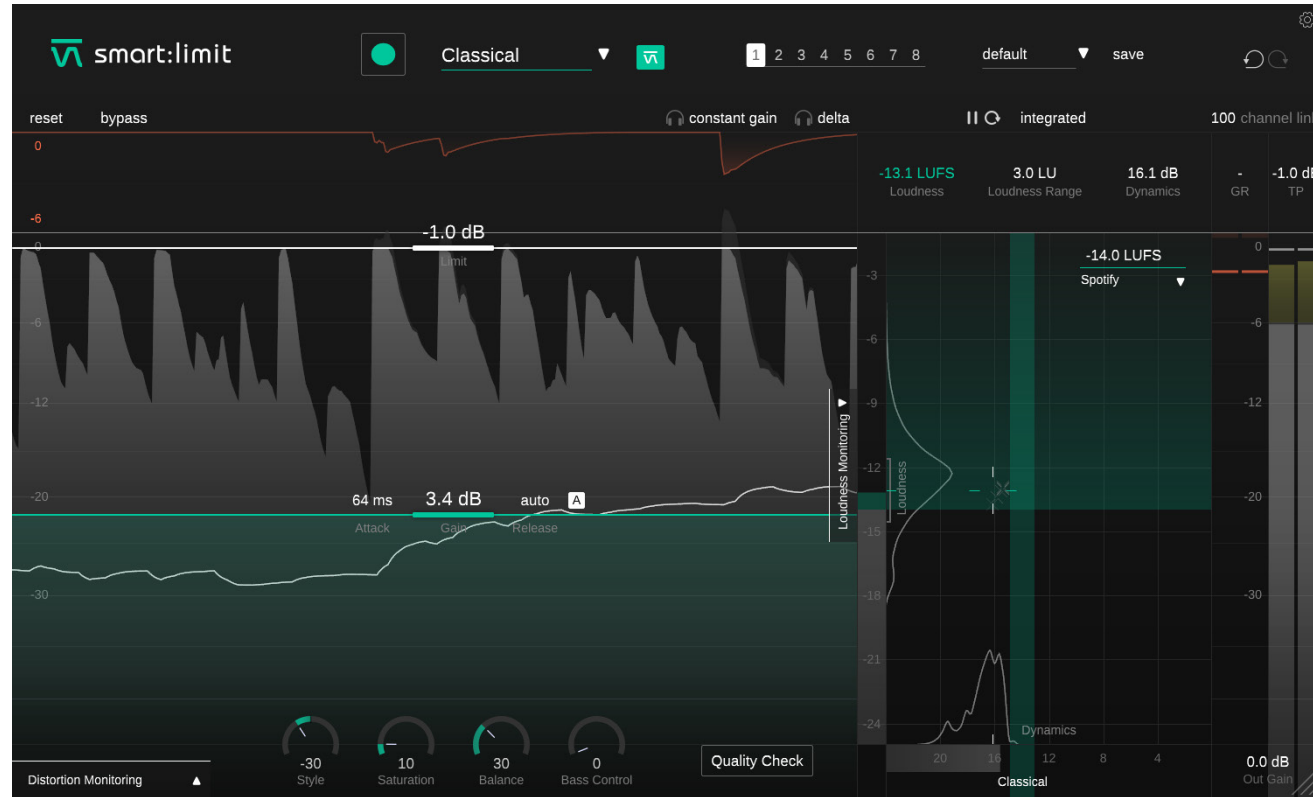 smart:limit
Classical
1 2 3 4 5 6 7 8
default
save
reset
bypass
constant gain
delta
integrated
100 channel link
0
-6
-13.1 LUFS
Loudness
3.0 LU
Loudness Range
16.1 dB
Dynamics
-
GR
-1.0 dB
TP
-1.0 dB
Limit
0
-6
-12
-20
-30
64 ms
Attack
3.4 dB
Gain
auto
A
Release
Loudness Monitoring
-14.0 LUFS
Spotify
-3
-6
-9
-12
-15
-18
-21
-24
Loudness
Dynamics
20
16
12
8
4
Classical
0
-6
-12
-20
-30
0.0 dB
Out Gain
-30
Style
10
Saturation
30
Balance
0
Bass Control
Quality Check
Distortion Monitoring